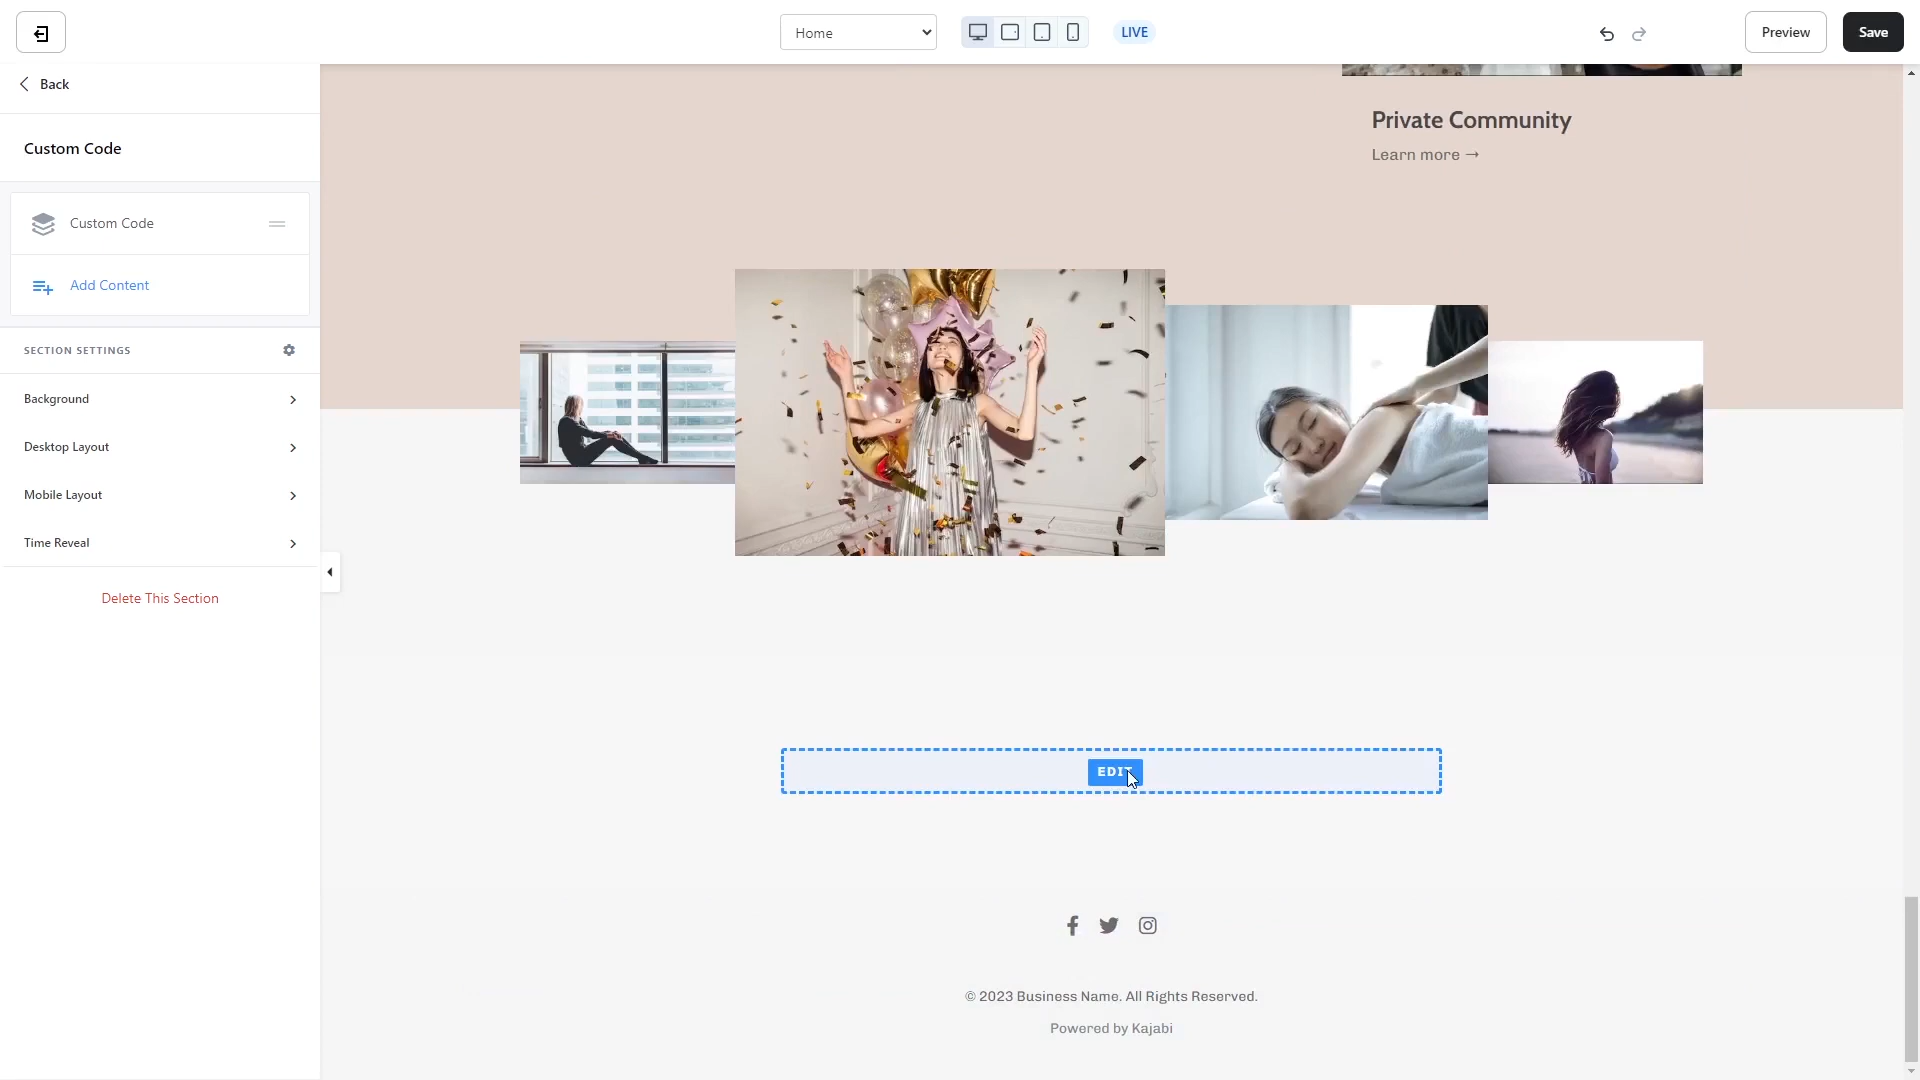 Home
LIVE
Preview
Save
Back
Custom Code
Custom Code
Add Content
SECTION SETTINGS
Background
Desktop Layout
Mobile Layout
Time Reveal
Delete This Section
Private Community
Learn more →
EDIT
© 2023 Business Name. All Rights Reserved.
Powered by Kajabi